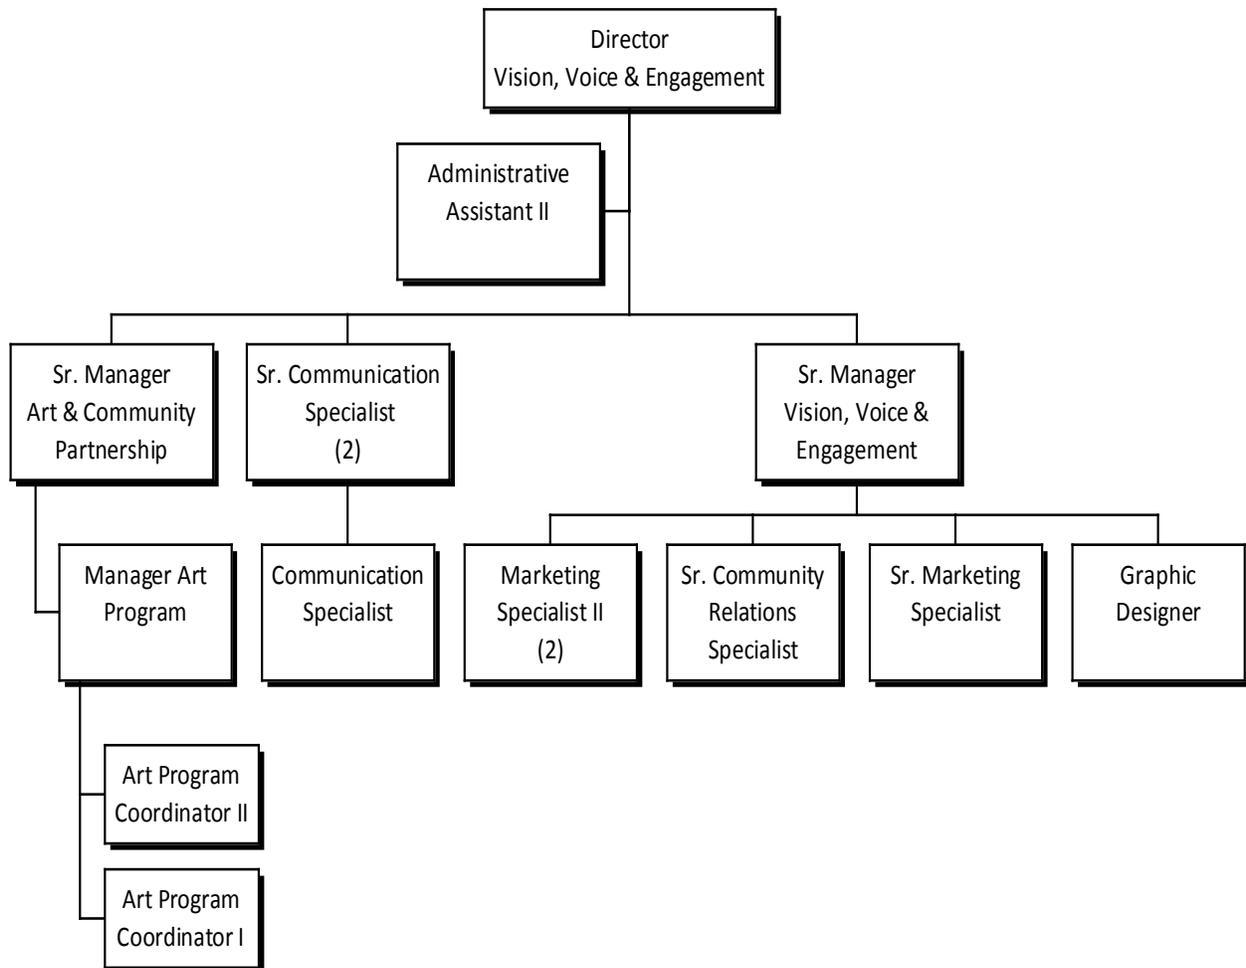 Director
Vision, Voice & Engagement
Administrative
Assistant II
Sr. Manager
Art & Community
Partnership
Sr. Communication
Specialist
(2)
Sr. Manager
Vision, Voice &
Engagement
Manager Art
Program
Communication
Specialist
Marketing
Specialist II
(2)
Sr. Community
Relations
Specialist
Sr. Marketing
Specialist
Graphic
Designer
Art Program
Coordinator II
Art Program
Coordinator I